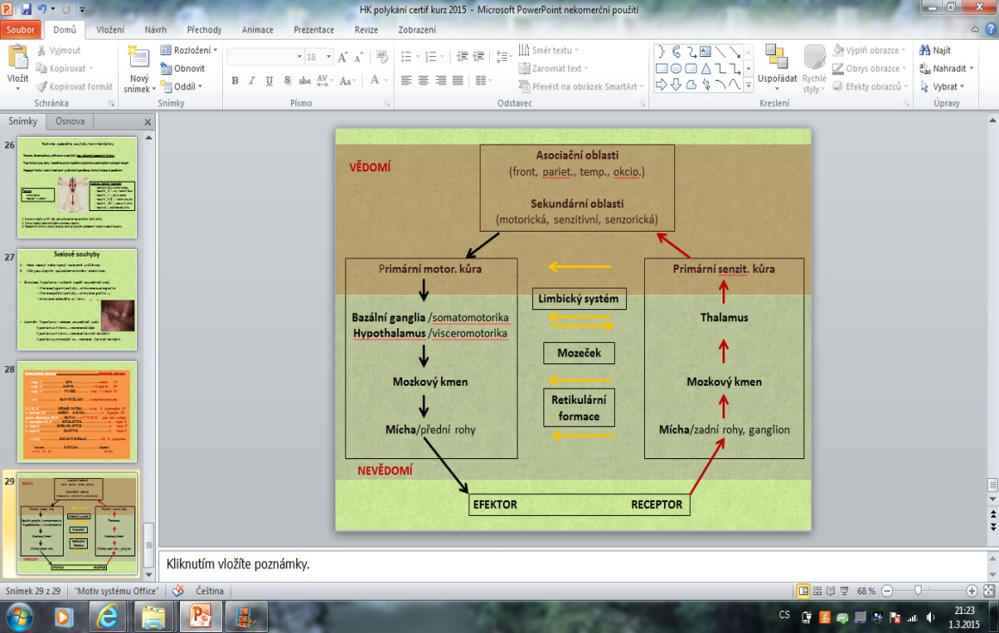 HK polykání certif kurz 2015 - Microsoft PowerPoint nekomerční použití
Soubor Domů Vložení Návrh Přechody Animace Prezentace Revize Zobrazení
Vložit
Vyjmout
Kopírovat
Kopírovat formát
Schránka
Nový snímek
Rozložení
Obnovit
Oddíl
Snímky
18
Písmo
Směr textu
Zarovnat text
Převést na obrázek SmartArt
Odstavec
Uspořádat
Rychlé styly
Výplň obrazce
Obrys obrazce
Efekty obrazců
Kreslení
Najít
Nahradit
Vybrat
Úpravy
Snímky Osnova
26
27
Svalové souhyby
28
29
VĚDOMÍ
Asociační oblasti
(front, pariet., temp., okcip.)
Sekundární oblasti
(motorická, senzitivní, senzorická)
Primární motor. kůra
Bazální ganglia /somatomotorika
Hypothalamus /visceromotorika
Mozkový kmen
Mícha/přední rohy
Limbický systém
Mozeček
Retikulární
formace
Primární senzit. kůra
Thalamus
Mozkový kmen
Mícha/zadní rohy, ganglion
NEVĚDOMÍ
EFEKTOR RECEPTOR
Kliknutím vložíte poznámky.
Snímek 29 z 29 "Motiv systému Office" Čeština 68 %
CS 21:23
1.3.2015